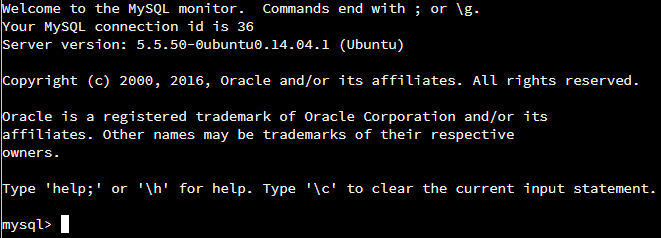 Welcome to the MySQL monitor.  Commands end with ; or \g.
Your MySQL connection id is 36
Server version: 5.5.50-0ubuntu0.14.04.1 (Ubuntu)
Copyright (c) 2000, 2016, Oracle and/or its affiliates. All rights reserved.
Oracle is a registered trademark of Oracle Corporation and/or its
affiliates. Other names may be trademarks of their respective
owners.
Type 'help;' or '\h' for help. Type '\c' to clear the current input statement.
mysql>